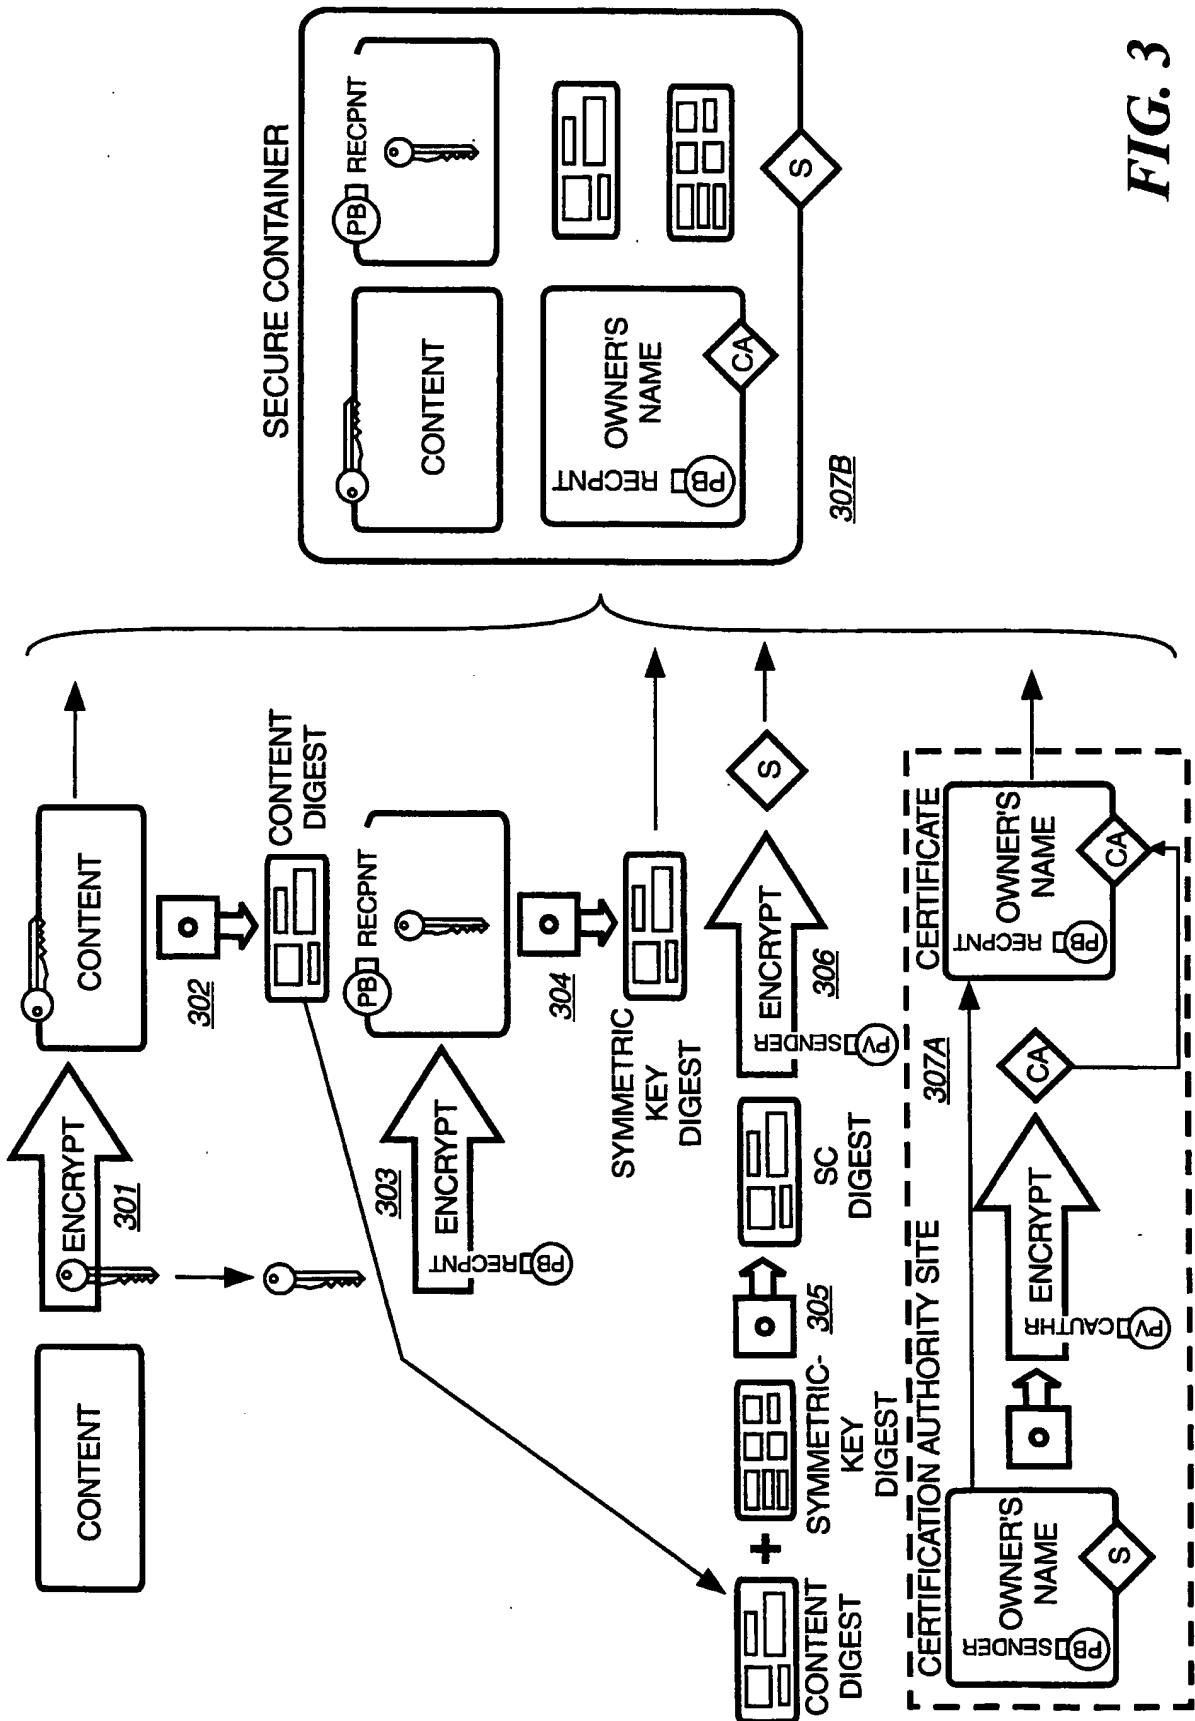 CONTENT
ENCRYPT
301
CONTENT
302
CONTENT
DIGEST
303
ENCRYPT
PB RECPNT
PB RECPNT
304
SYMMETRIC
KEY
DIGEST
CONTENT
DIGEST
+
SYMMETRIC-
KEY
DIGEST
305
SC
DIGEST
ENCRYPT
PV SENDER
306
S
CERTIFICATION AUTHORITY SITE
PB SENDER
OWNER'S
NAME
S
ENCRYPT
PV CAUTHR
CA
307A
CERTIFICATE
PB RECPNT
OWNER'S
NAME
CA
SECURE CONTAINER
CONTENT
PB RECPNT
PB RECPNT
OWNER'S
NAME
CA
S
307B
FIG. 3